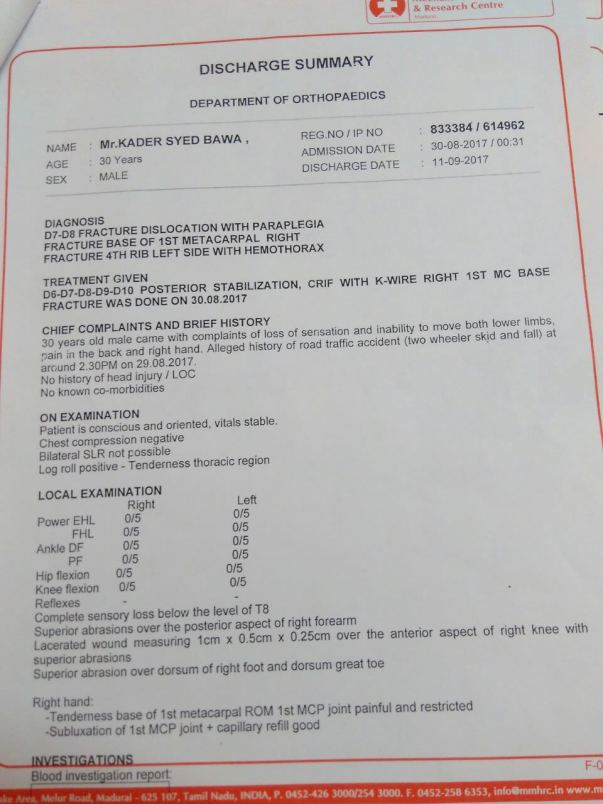 & Research Centre
DISCHARGE SUMMARY
DEPARTMENT OF ORTHOPAEDICS
NAME : Mr.KADER SYED BAWA , REG.NO / IP NO : 833384 / 614962
AGE : 30 Years ADMISSION DATE : 30-08-2017 / 00:31
SEX : MALE DISCHARGE DATE : 11-09-2017
DIAGNOSIS
D7-D8 FRACTURE DISLOCATION WITH PARAPLEGIA
FRACTURE BASE OF 1ST METACARPAL RIGHT
FRACTURE 4TH RIB LEFT SIDE WITH HEMOTHORAX
TREATMENT GIVEN
D6-D7-D8-D9-D10 POSTERIOR STABILIZATION, CRIF WITH K-WIRE RIGHT 1ST MC BASE
FRACTURE WAS DONE ON 30.08.2017
CHIEF COMPLAINTS AND BRIEF HISTORY
30 years old male came with complaints of loss of sensation and inability to move both lower limbs,
pain in the back and right hand. Alleged history of road traffic accident (two wheeler skid and fall) at
around 2.30PM on 29.08.2017.
No history of head injury / LOC
No known co-morbidities
ON EXAMINATION
Patient is conscious and oriented, vitals stable.
Chest compression negative
Bilateral SLR not possible
Log roll positive - Tenderness thoracic region
LOCAL EXAMINATION
Right Left
Power EHL 0/5 0/5
FHL 0/5 0/5
Ankle DF 0/5 0/5
PF 0/5 0/5
Hip flexion 0/5 0/5
Knee flexion 0/5 0/5
Reflexes - -
Complete sensory loss below the level of T8
Superior abrasions over the posterior aspect of right forearm
Lacerated wound measuring 1cm x 0.5cm x 0.25cm over the anterior aspect of right knee with
superior abrasions
Superior abrasion over dorsum of right foot and dorsum great toe
Right hand:
-Tenderness base of 1st metacarpal ROM 1st MCP joint painful and restricted
-Subluxation of 1st MCP joint + capillary refill good
INVESTIGATIONS
Blood investigation report:
F-0
ake Area, Melur Road, Madurai - 625 107, Tamil Nadu, INDIA, P. 0452-426 3000/254 3000. F. 0452-258 6353, info@mmhrc.in www.m